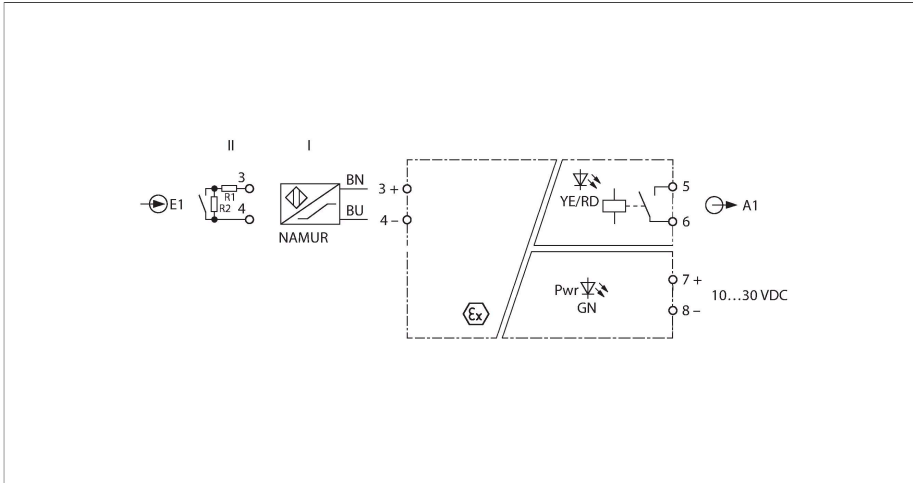 II I
3
E1
R1
R2 4
NAMUR
BN
BU
3 +
4 –
YE/RD
5
6
A1
Pwr
GN
7 +
8 –
10...30 VDC
Ex